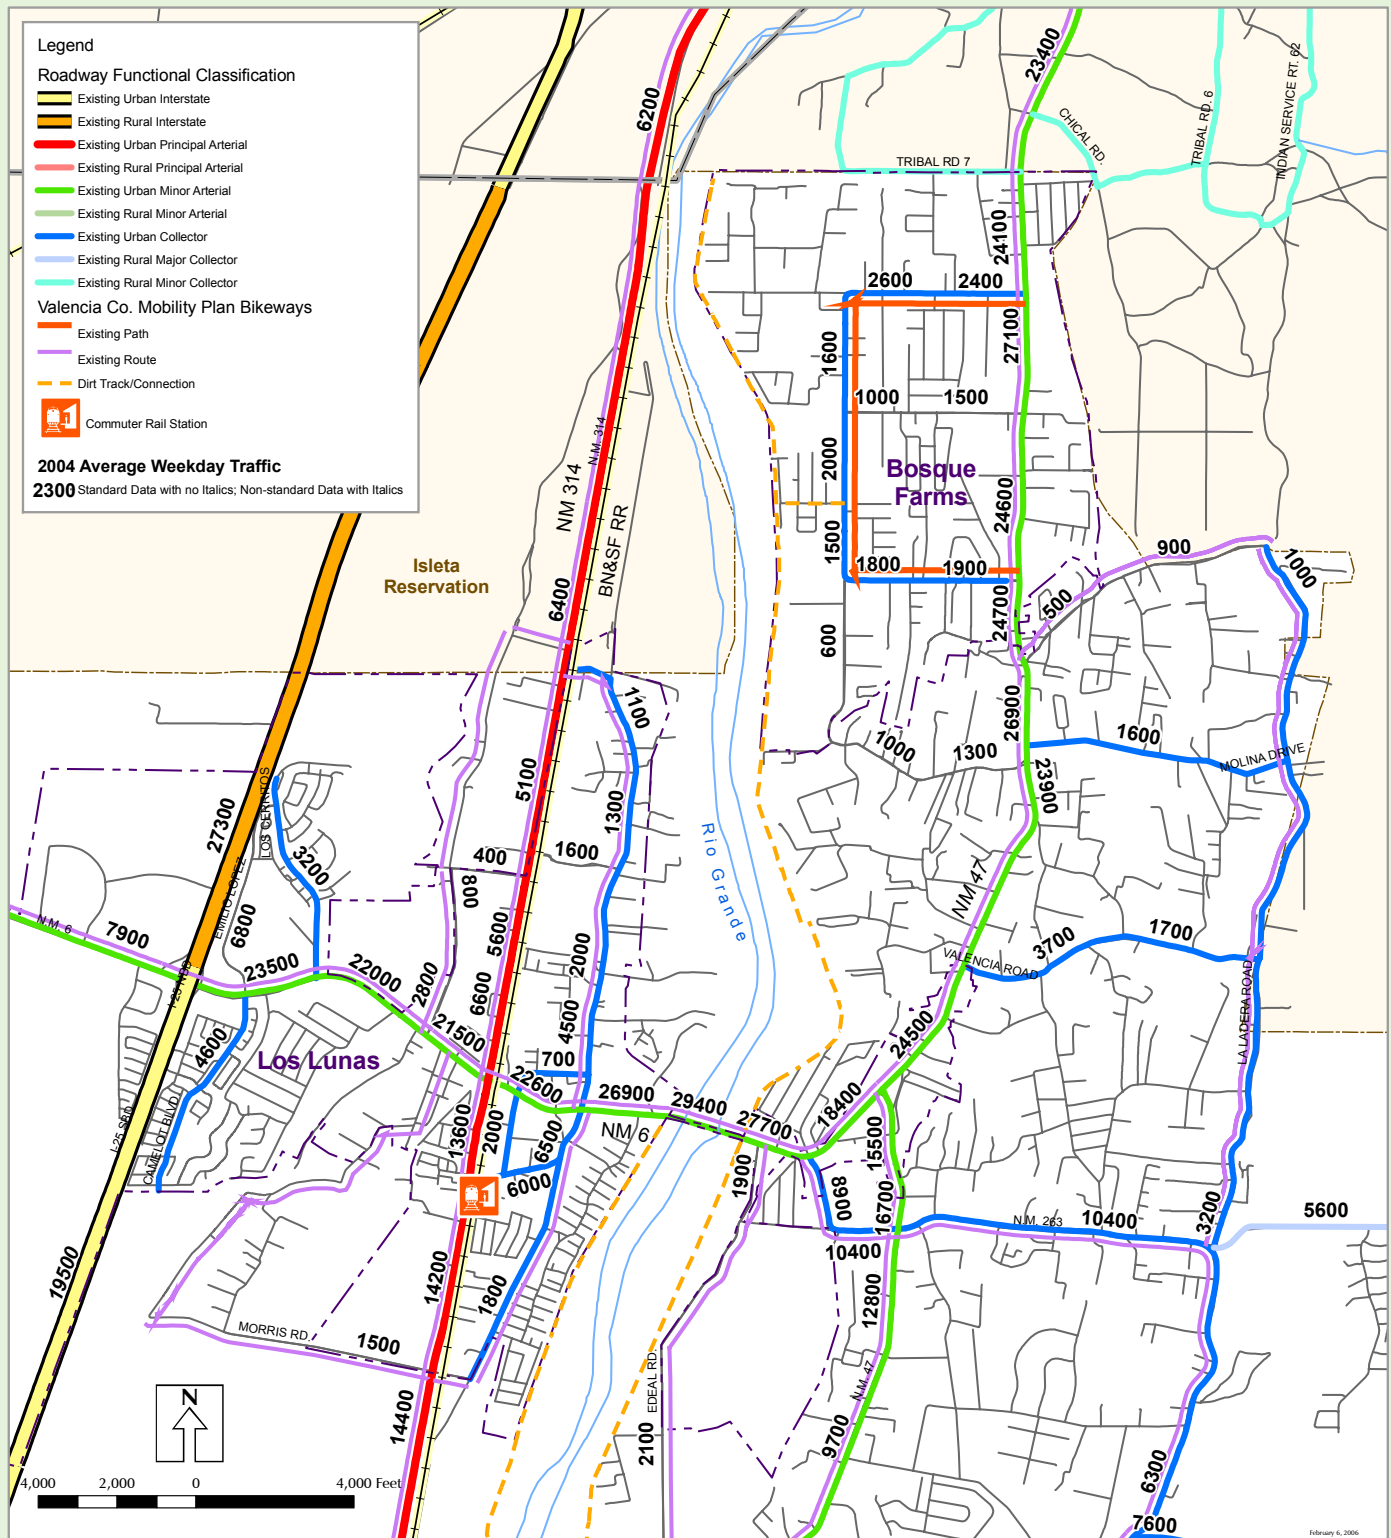 Legend
Roadway Functional Classification
Existing Urban Interstate
Existing Rural Interstate
Existing Urban Principal Arterial
Existing Rural Principal Arterial
Existing Urban Minor Arterial
Existing Rural Minor Arterial
Existing Urban Collector
Existing Rural Major Collector
Existing Rural Minor Collector
Valencia Co. Mobility Plan Bikeways
Existing Path
Existing Route
Dirt Track/Connection
Commuter Rail Station
2004 Average Weekday Traffic
2300 Standard Data with no Italics; Non-standard Data with Italics
6200
23400
CHICAL RD.
TRIBAL RD. 6
INDIAN SERVICE RT. 62
TRIBAL RD 7
24100
2600
2400
27100
1600
1000
1500
N.M. 314
NM 314
2000
Bosque
Farms
24600
BN&SF RR
1500
1800
1900
900
1000
Isleta
Reservation
6400
24700
500
600
1100
26900
1000
1300
1600
MOLINA DRIVE
5100
23900
1300
27300
LOS CERRITOS
3200
Rio Grande
400
1600
EMILIO LOPEZ
800
NM 47
N.M. 6
7900
6800
5600
3700
1700
23500
22000
2000
VALENCIA ROAD
I-25 NBD
2800
6600
LA LADERA ROAD
21500
4500
24500
4600
Los Lunas
700
22600
26900
29400
27700
18400
I-25 SBD
CAMELOT BLVD
13600
2000
6500
NM 6
15500
6000
1900
8900
16700
3200
N.M. 263
10400
5600
10400
19500
14200
1800
12800
MORRIS RD.
1500
EDEAL RD.
N.M. 47
14400
2100
9700
N
6300
4,000
2,000
0
4,000 Feet
7600
February 6, 2006